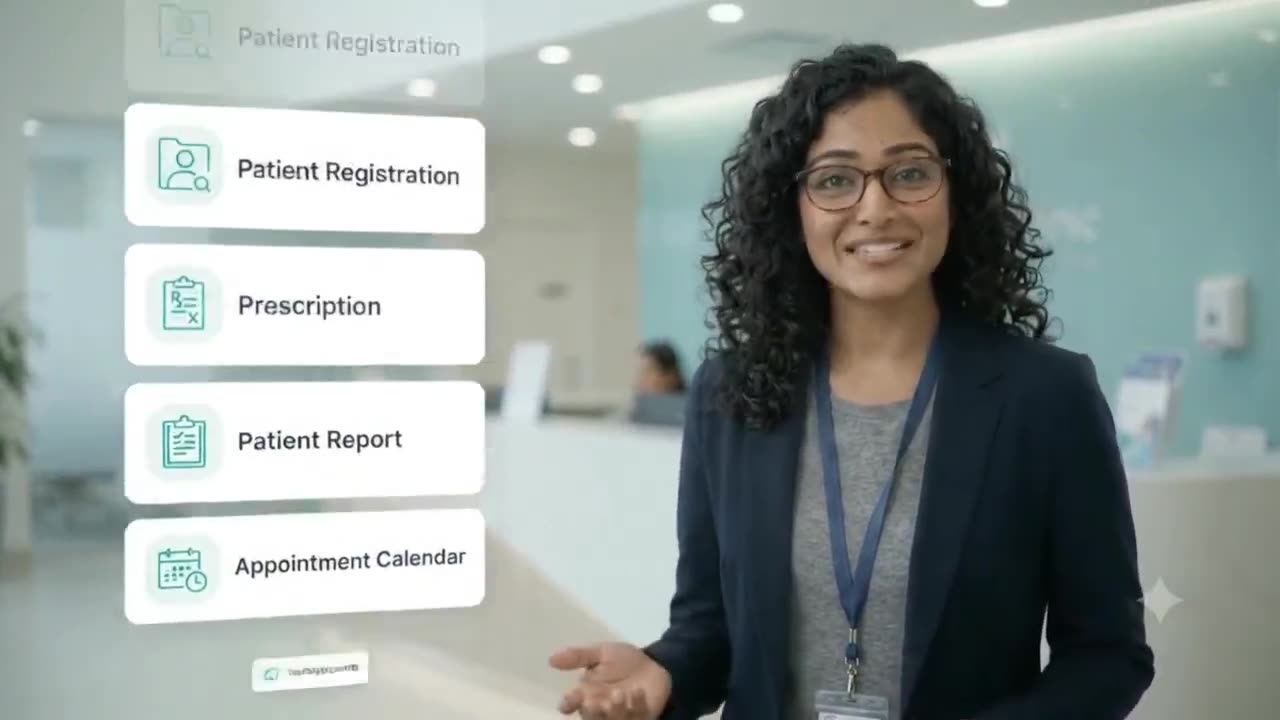 Patient Registration
Patient Registration
Prescription
Patient Report
Appointment Calendar